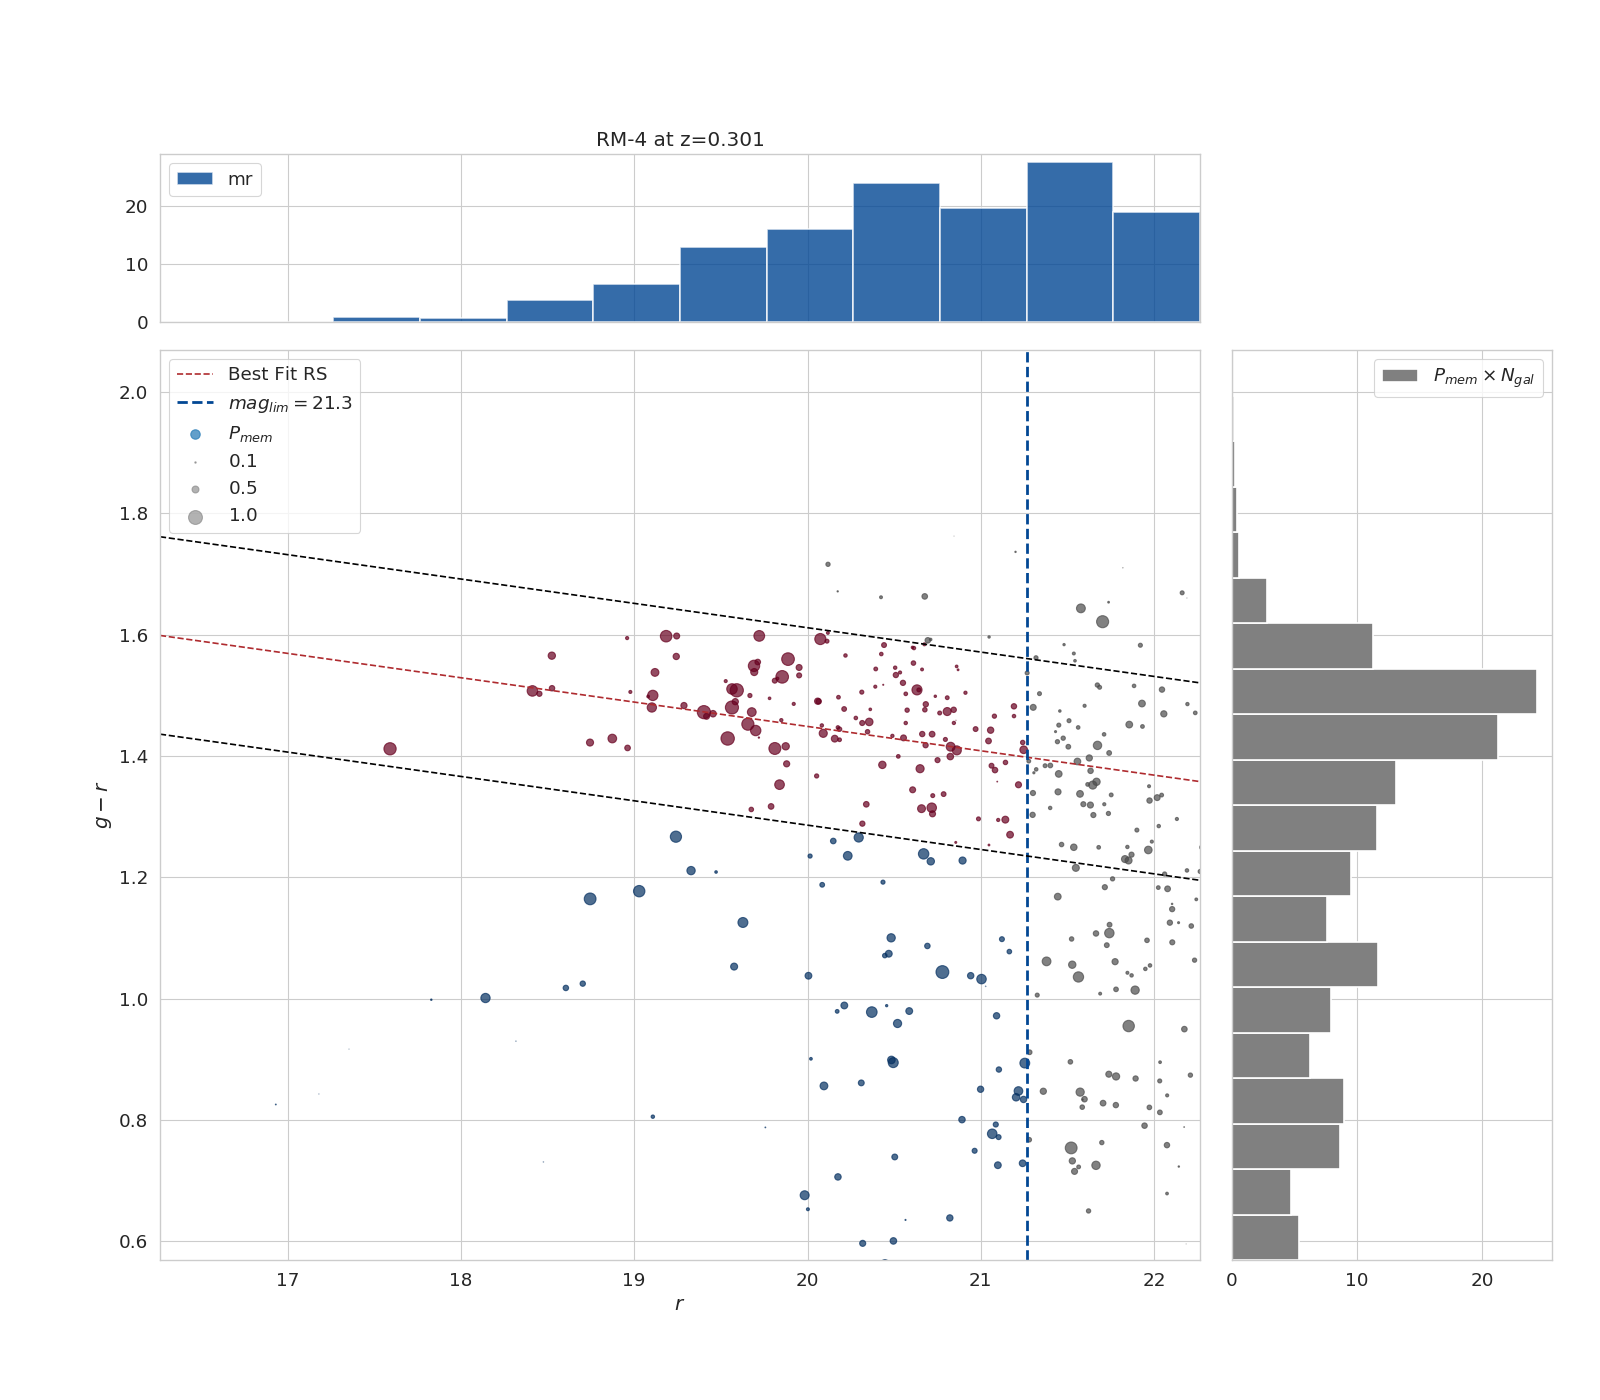 RM-4 at z=0.301
mr
20
10
0
Best Fit RS
mag_lim = 21.3
P_mem
0.1
0.5
1.0
P_mem × N_gal
2.0
1.8
1.6
1.4
1.2
1.0
0.8
0.6
g − r
17 18 19 20 21 22
r
0 10 20